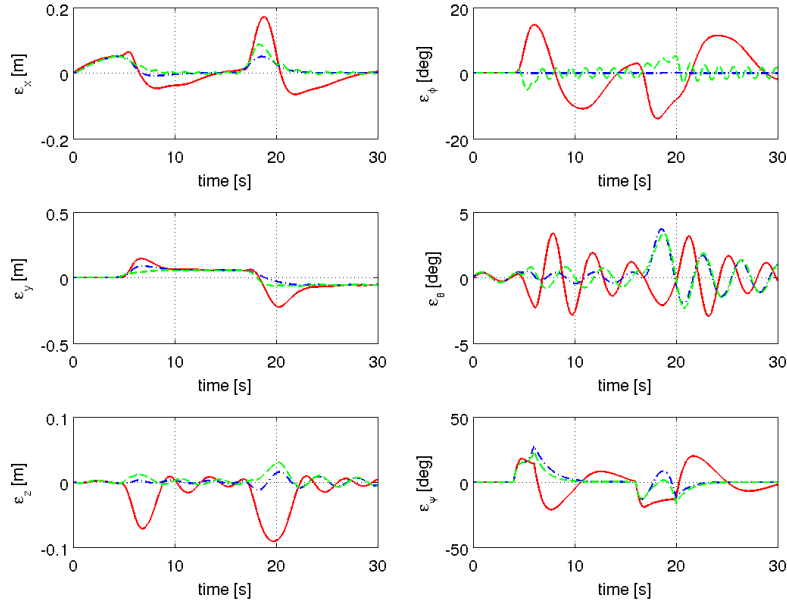 0.2
0
-0.2
ε_x [m]
0 10 20 30
time [s]
20
0
-20
ε_ϕ [deg]
0 10 20 30
time [s]
0.5
0
-0.5
ε_y [m]
0 10 20 30
time [s]
5
0
-5
ε_θ [deg]
0 10 20 30
time [s]
0.1
0
-0.1
ε_z [m]
0 10 20 30
time [s]
50
0
-50
ε_ψ [deg]
0 10 20 30
time [s]